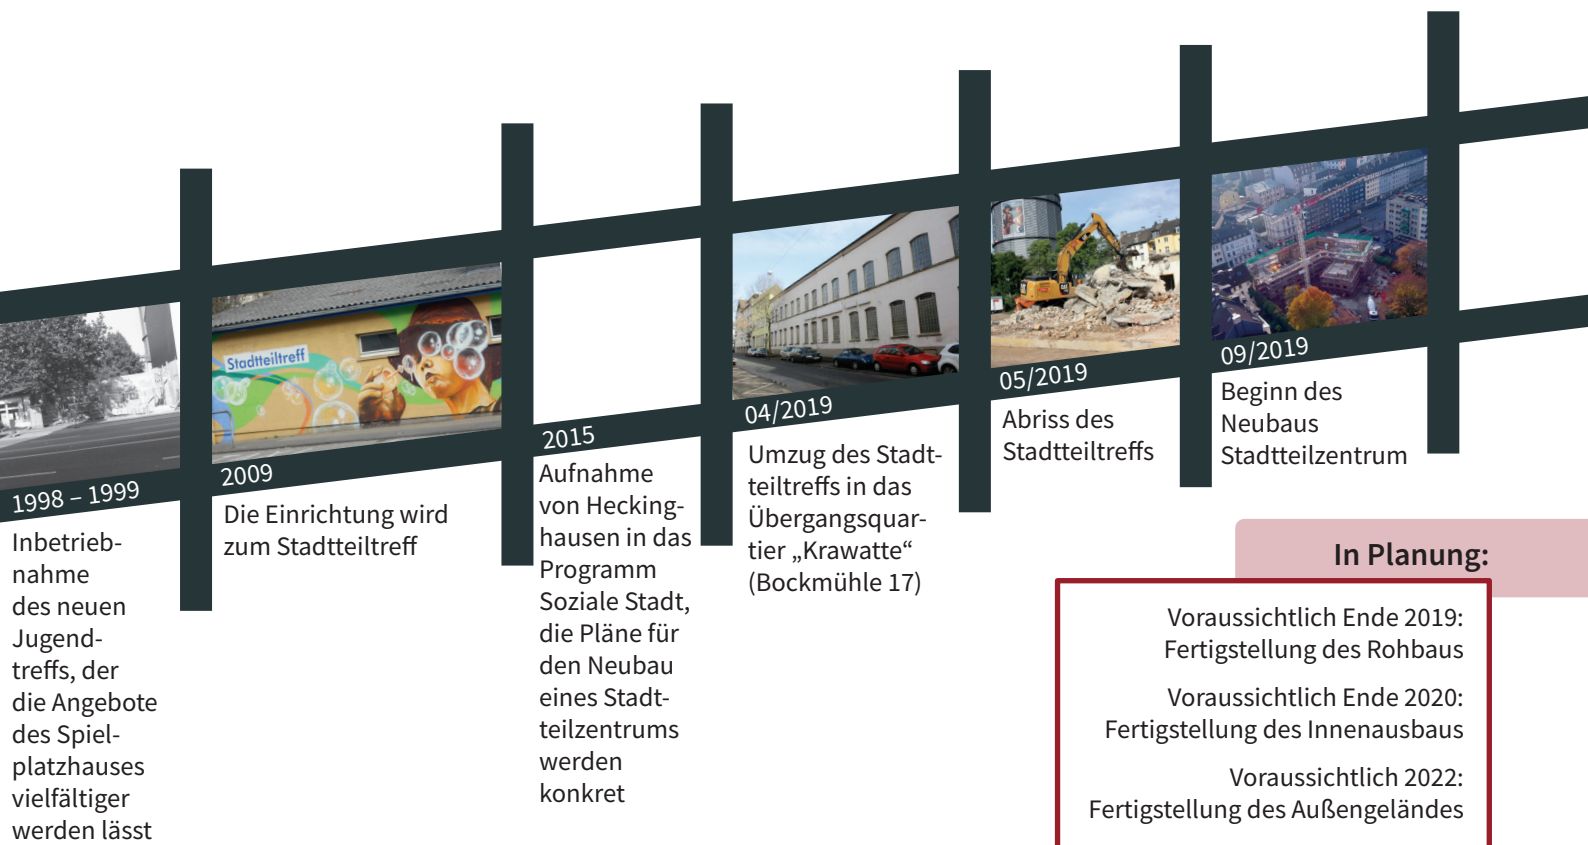 1998 – 1999
Inbetrieb-
nahme
des neuen
Jugend-
treffs, der
die Angebote
des Spiel-
platzhauses
vielfältiger
werden lässt
Stadtteiltreff
2009
Die Einrichtung wird
zum Stadtteiltreff
2015
Aufnahme
von Hecking-
hausen in das
Programm
Soziale Stadt,
die Pläne für
den Neubau
eines Stadt-
teilzentrums
werden
konkret
04/2019
Umzug des Stadt-
teiltreffs in das
Übergangsquar-
tier „Krawatte“
(Bockmühle 17)
05/2019
Abriss des
Stadtteiltreffs
09/2019
Beginn des
Neubaus
Stadtteilzentrum
In Planung:
Voraussichtlich Ende 2019:
Fertigstellung des Rohbaus
Voraussichtlich Ende 2020:
Fertigstellung des Innenausbaus
Voraussichtlich 2022:
Fertigstellung des Außengeländes